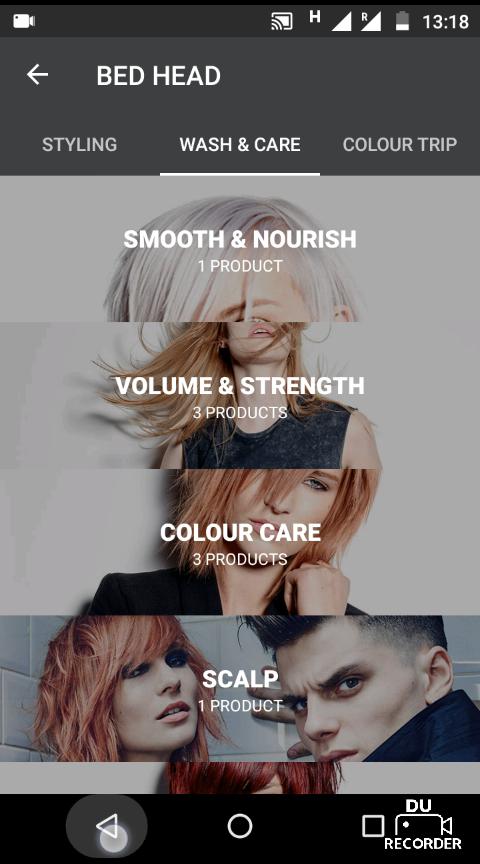 H R 13:18
BED HEAD
STYLING WASH & CARE COLOUR TRIP
SMOOTH & NOURISH
1 PRODUCT
VOLUME & STRENGTH
3 PRODUCTS
COLOUR CARE
3 PRODUCTS
SCALP
1 PRODUCT
DU
RECORDER